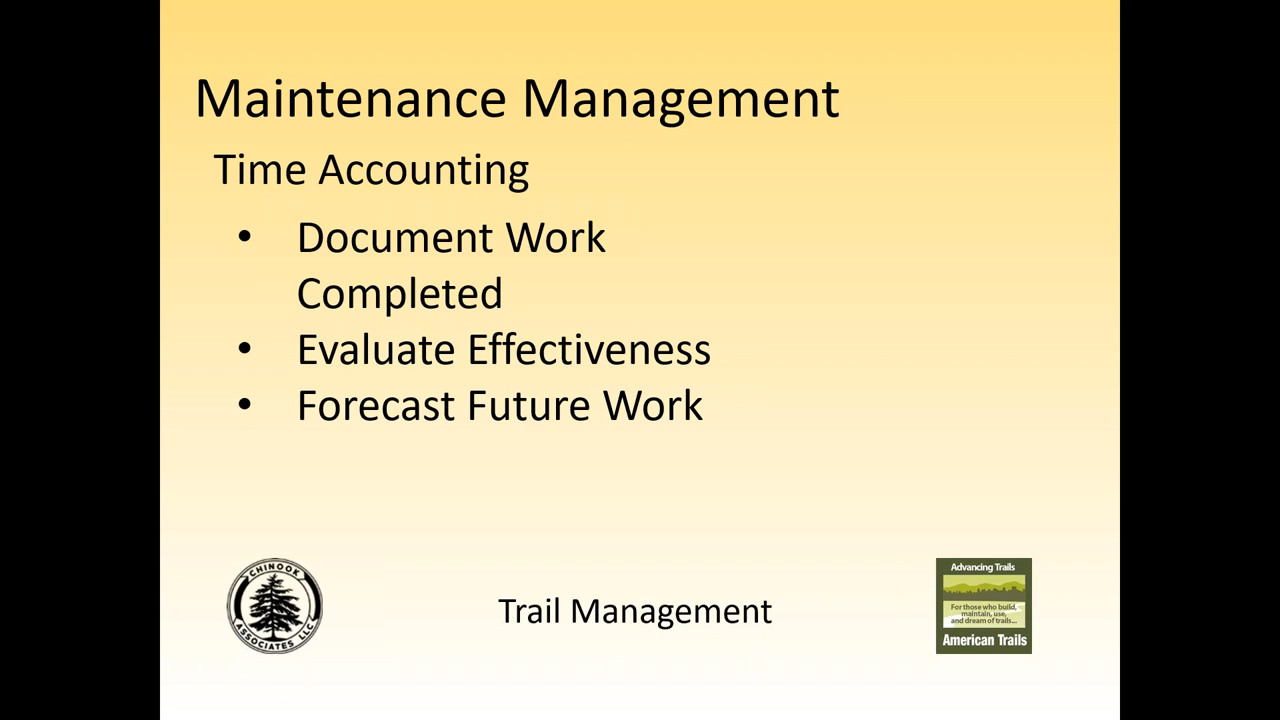 Maintenance Management
Time Accounting
• Document Work
Completed
• Evaluate Effectiveness
• Forecast Future Work
CHINOOK
ASSOCIATES LLC
Trail Management
Advancing Trails
For those who build,
maintain, use,
and dream of trails...
American Trails